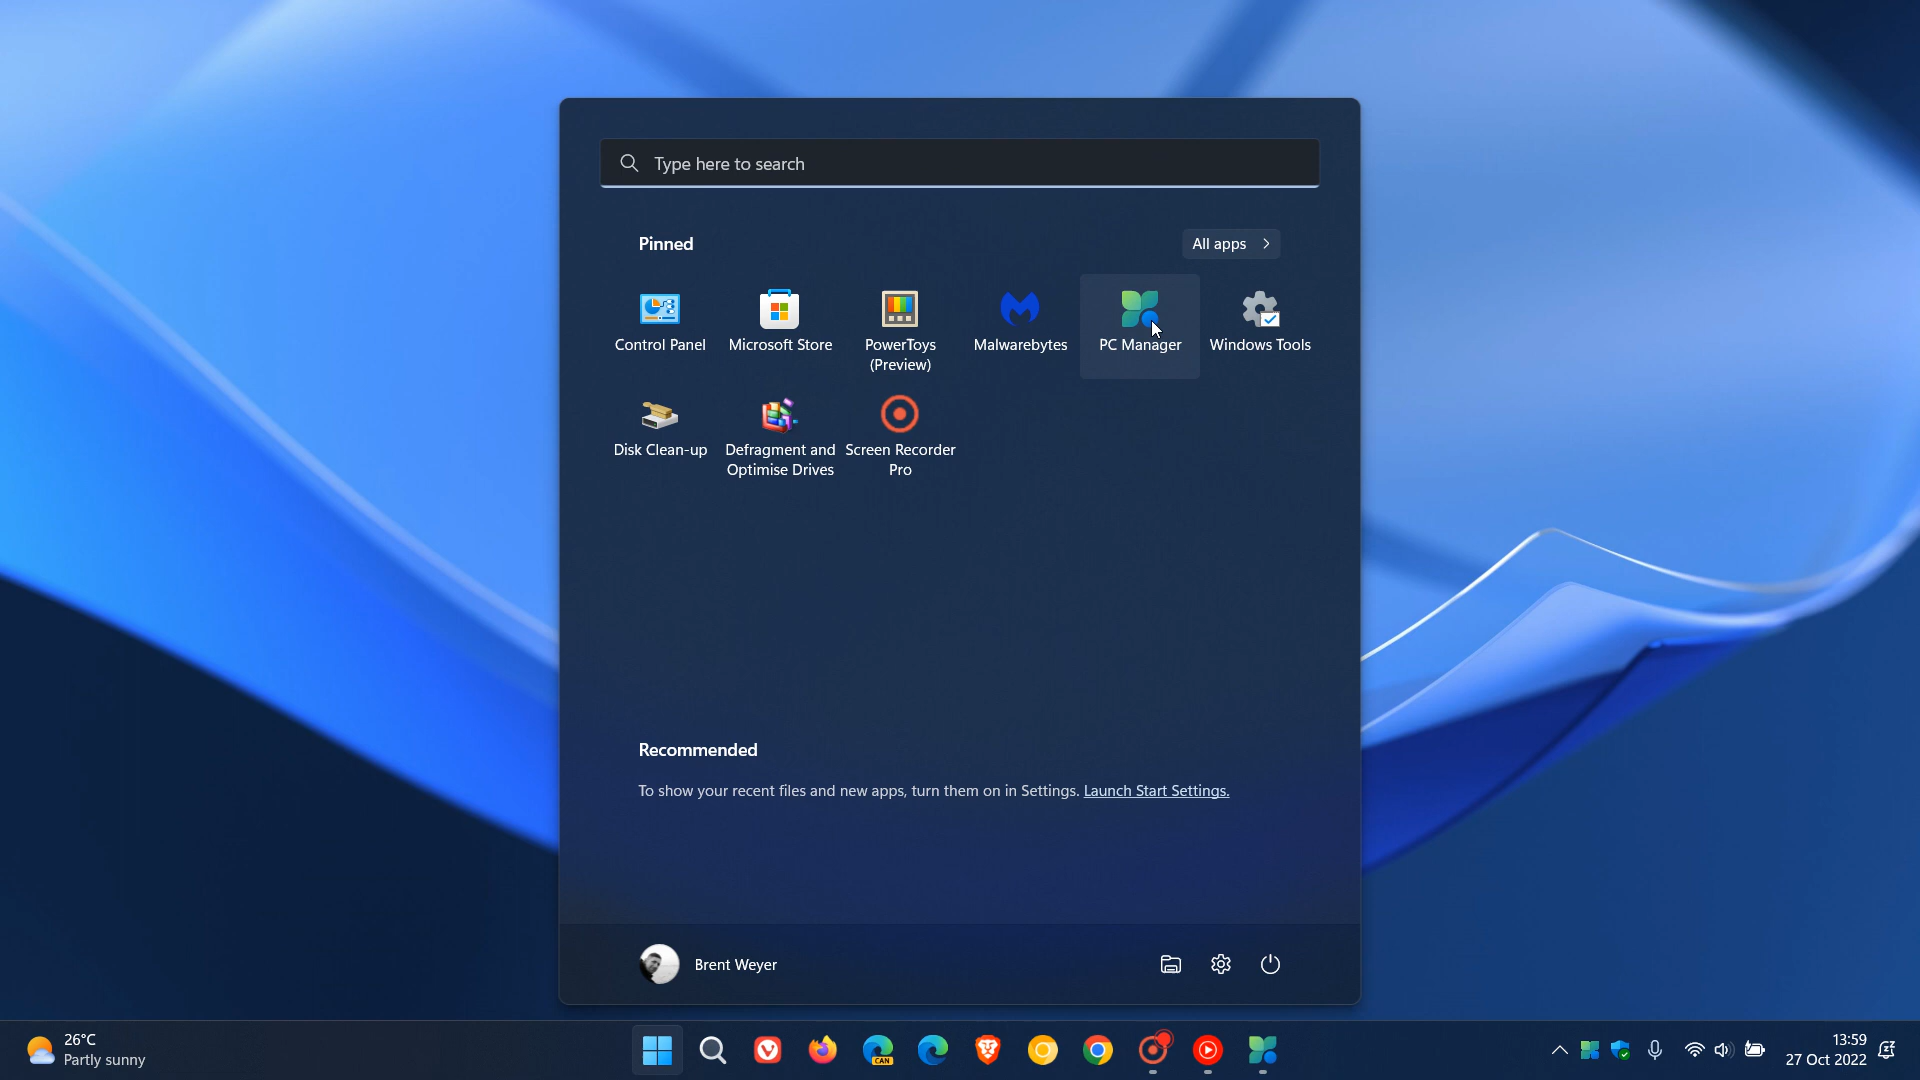 Type here to search
Pinned
All apps
Control Panel
Microsoft Store
PowerToys
(Preview)
Malwarebytes
PC Manager
Windows Tools
Disk Clean-up
Defragment and
Optimise Drives
Screen Recorder
Pro
Recommended
To show your recent files and new apps, turn them on in Settings. Launch Start Settings.
Brent Weyer
26°C
Partly sunny
CAN
13:59
27 Oct 2022